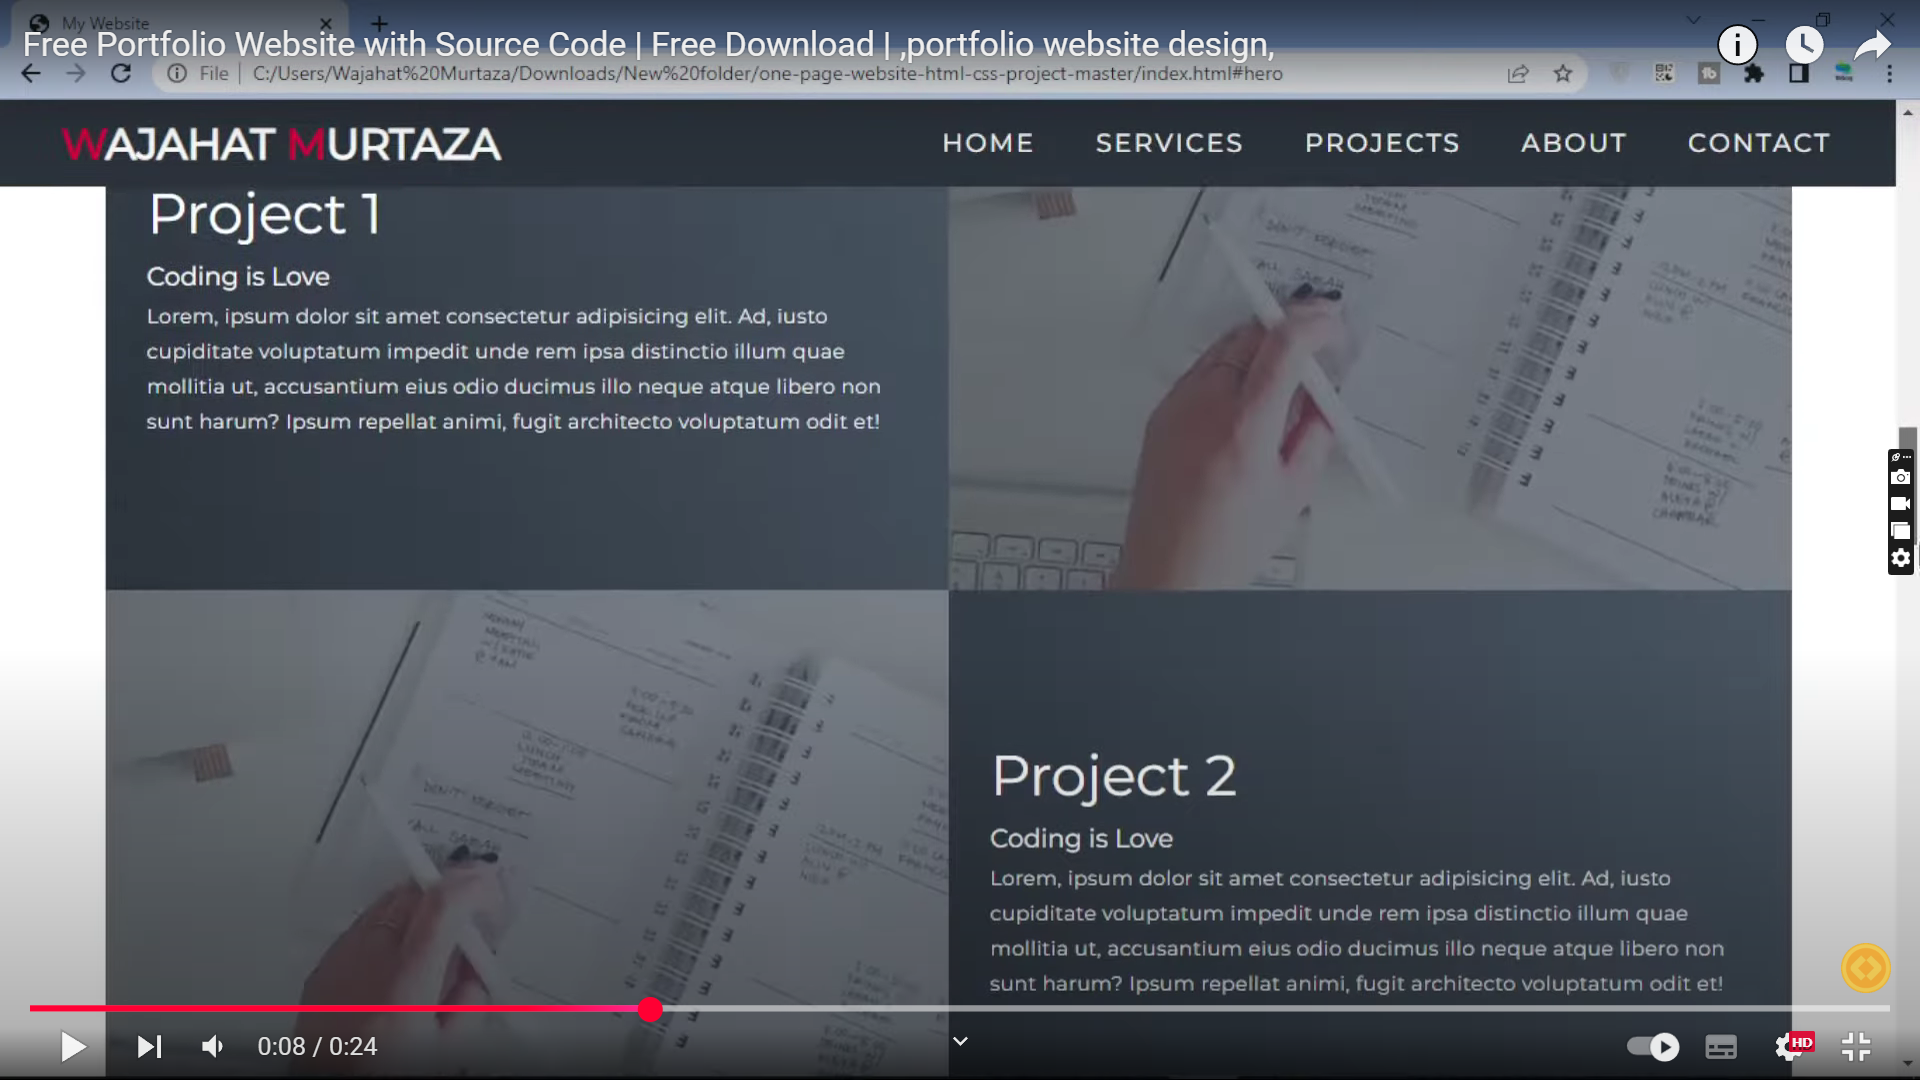 My Website
Free Portfolio Website with Source Code | Free Download | ,portfolio website design,
File | C:/Users/Wajahat%20Murtaza/Downloads/New%20folder/one-page-website-html-css-project-master/index.html#hero
WAJAHAT MURTAZA
HOME SERVICES PROJECTS ABOUT CONTACT
Project 1
Coding is Love
Lorem, ipsum dolor sit amet consectetur adipisicing elit. Ad, iusto
cupiditate voluptatum impedit unde rem ipsa distinctio illum quae
mollitia ut, accusantium eius odio ducimus illo neque atque libero non
sunt harum? Ipsum repellat animi, fugit architecto voluptatum odit et!
Project 2
Coding is Love
Lorem, ipsum dolor sit amet consectetur adipisicing elit. Ad, iusto
cupiditate voluptatum impedit unde rem ipsa distinctio illum quae
mollitia ut, accusantium eius odio ducimus illo neque atque libero non
sunt harum? Ipsum repellat animi, fugit architecto voluptatum odit et!
0:08 / 0:24
HD